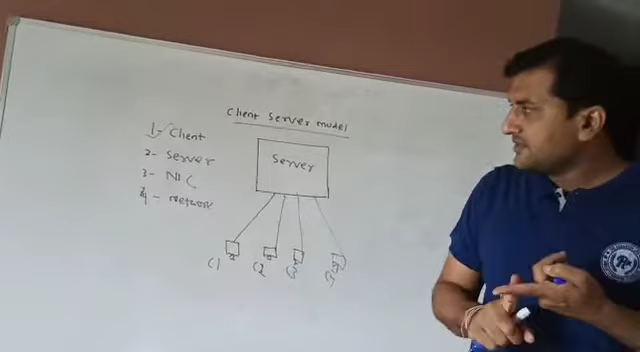 Client Server model
1- Client
2- Server
3- NIC
4- network
Server
C1 C2 C3